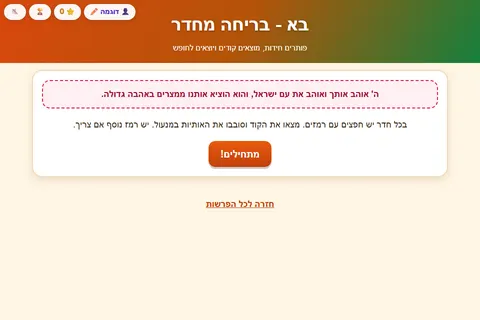 דוגמה
0
בא - בריחה מחדר
פותרים חידות, מוצאים קודים ויוצאים לחופש
ה' אוהב אותך ואוהב את עם ישראל, והוא הוציא אותנו ממצרים באהבה גדולה.
בכל חדר יש חפצים עם רמזים. מצאו את הקוד וסובבו את האותיות במנעול. יש רמז נוסף אם צריך.
מתחילים!
חזרה לכל הפרשות